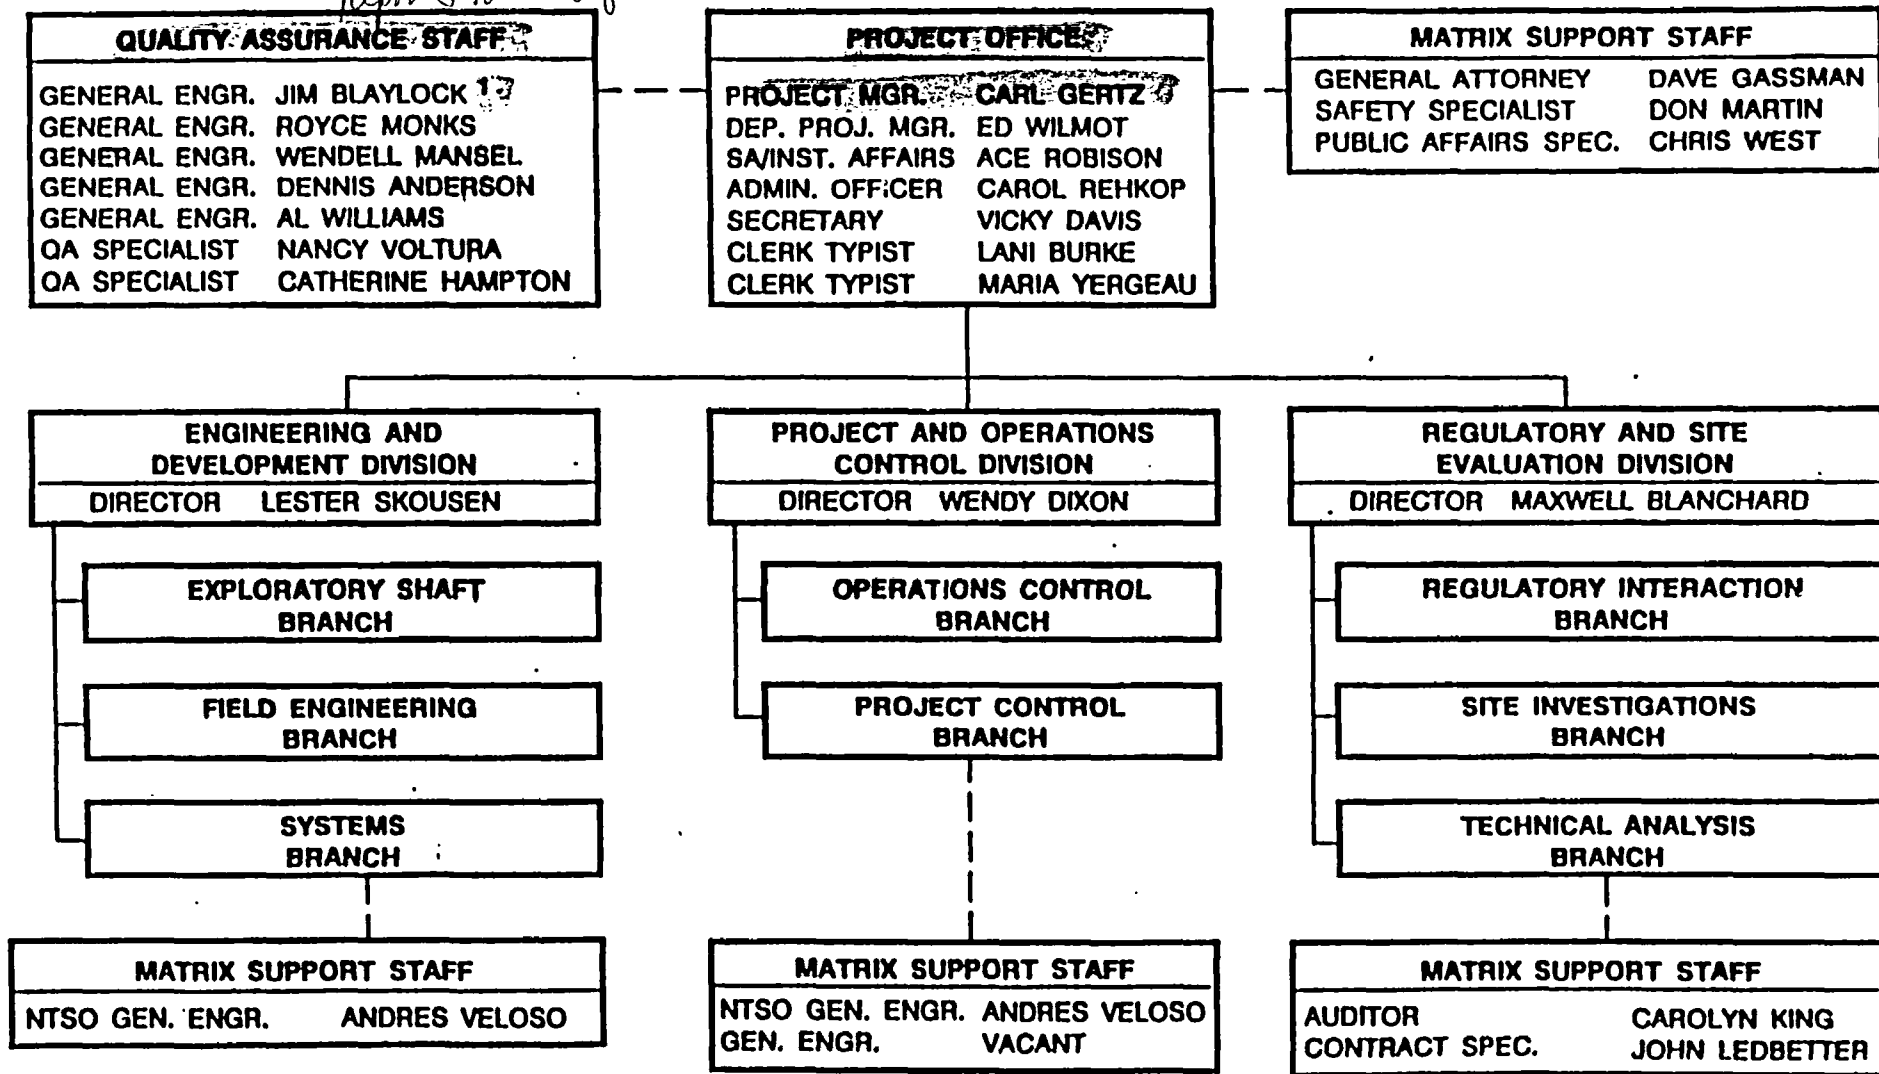 QUALITY ASSURANCE STAFF
GENERAL ENGR. JIM BLAYLOCK
GENERAL ENGR. ROYCE MONKS
GENERAL ENGR. WENDELL MANSEL
GENERAL ENGR. DENNIS ANDERSON
GENERAL ENGR. AL WILLIAMS
QA SPECIALIST NANCY VOLTURA
QA SPECIALIST CATHERINE HAMPTON
PROJECT OFFICE
PROJECT MGR. CARL GERTZ
DEP. PROJ. MGR. ED WILMOT
SA/INST. AFFAIRS ACE ROBISON
ADMIN. OFFICER CAROL REHKOP
SECRETARY VICKY DAVIS
CLERK TYPIST LANI BURKE
CLERK TYPIST MARIA YERGEAU
MATRIX SUPPORT STAFF
GENERAL ATTORNEY DAVE GASSMAN
SAFETY SPECIALIST DON MARTIN
PUBLIC AFFAIRS SPEC. CHRIS WEST
ENGINEERING AND
DEVELOPMENT DIVISION
DIRECTOR LESTER SKOUSEN
EXPLORATORY SHAFT
BRANCH
FIELD ENGINEERING
BRANCH
SYSTEMS
BRANCH
MATRIX SUPPORT STAFF
NTSO GEN. ENGR. ANDRES VELOSO
PROJECT AND OPERATIONS
CONTROL DIVISION
DIRECTOR WENDY DIXON
OPERATIONS CONTROL
BRANCH
PROJECT CONTROL
BRANCH
MATRIX SUPPORT STAFF
NTSO GEN. ENGR. ANDRES VELOSO
GEN. ENGR. VACANT
REGULATORY AND SITE
EVALUATION DIVISION
DIRECTOR MAXWELL BLANCHARD
REGULATORY INTERACTION
BRANCH
SITE INVESTIGATIONS
BRANCH
TECHNICAL ANALYSIS
BRANCH
MATRIX SUPPORT STAFF
AUDITOR CAROLYN KING
CONTRACT SPEC. JOHN LEDBETTER